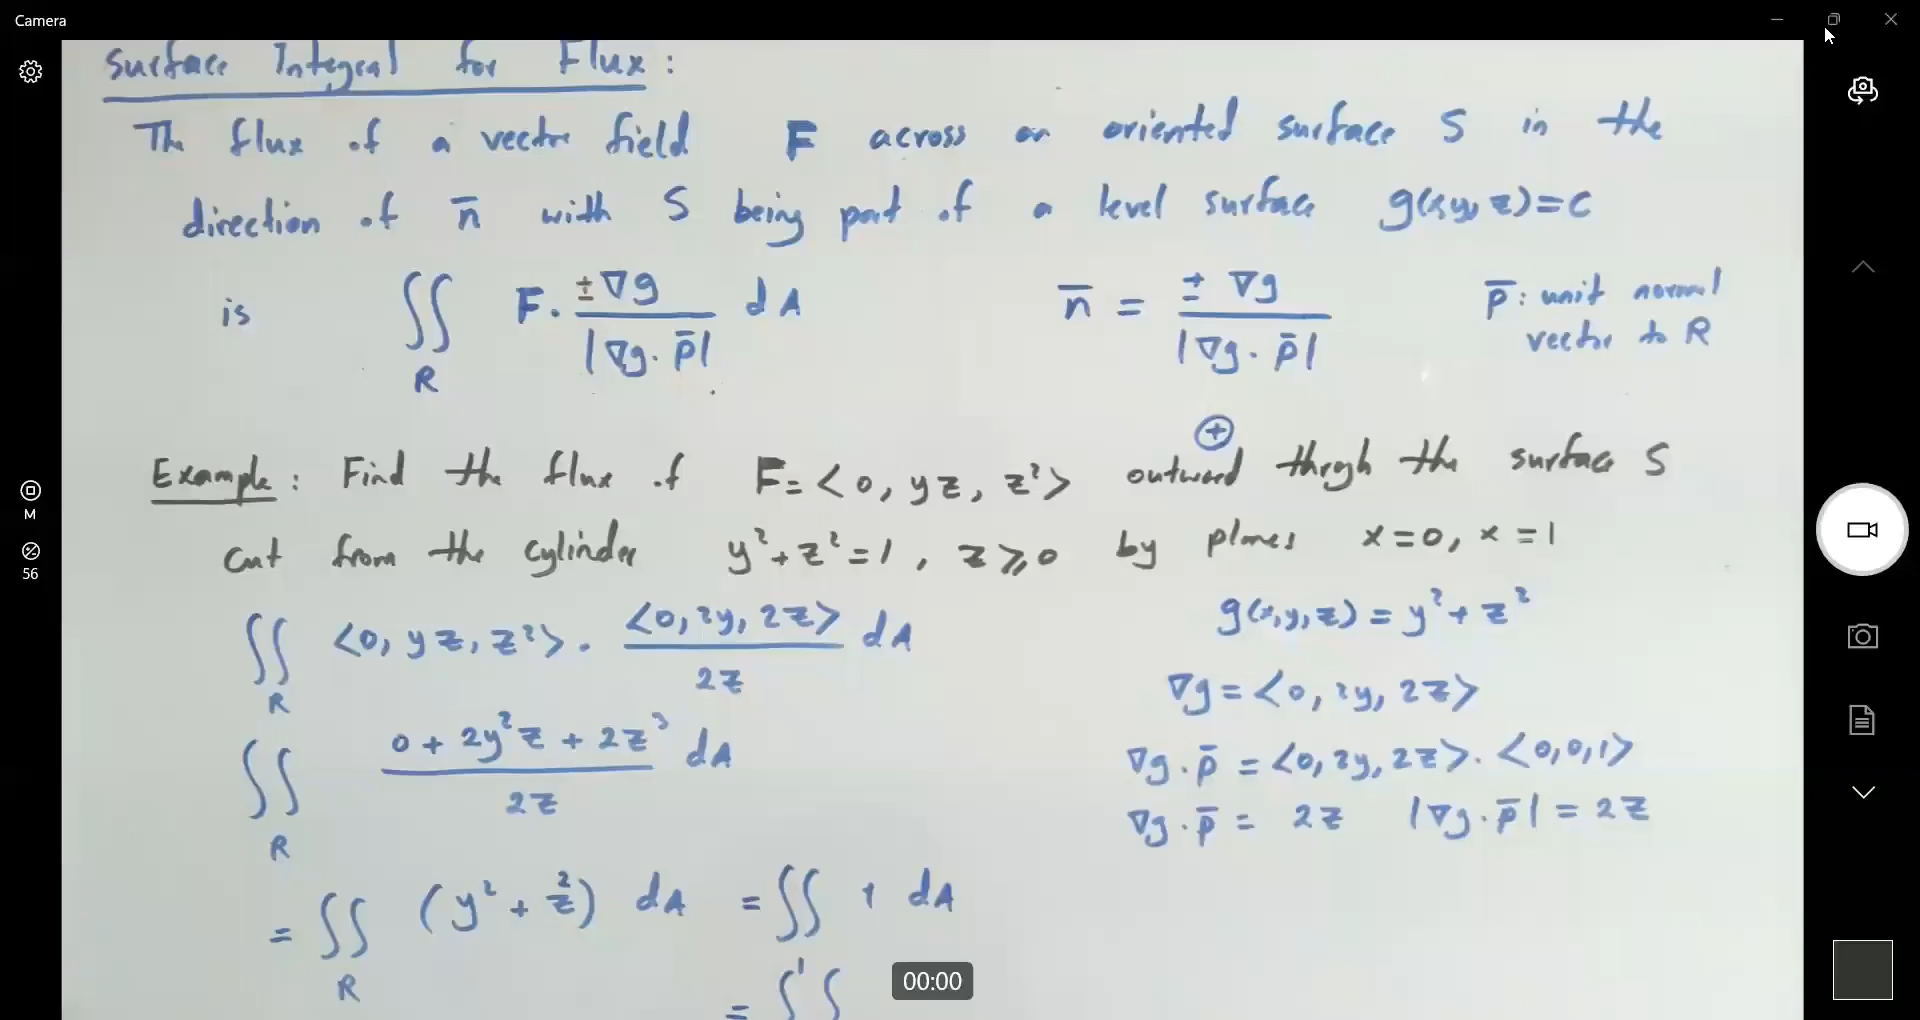 Camera
Surface Integral for Flux :
The flux of a vector field F across an oriented surface S in the
direction of n̅ with S being part of a level surface g(x,y,z)=c
is ∬_R F · ±∇g / |∇g · p̅| dA n̅ = ±∇g / |∇g · p̅| p̅ : unit normal vector to R
⊕
Example : Find the flux of F = <0, yz, z²> outward through the surface S
cut from the cylinder y² + z² = 1, z ⩾ 0 by planes x = 0, x = 1
∬_R <0, yz, z²> · <0, 2y, 2z> / 2z dA
g(x,y,z) = y² + z²
∇g = <0, 2y, 2z>
∬_R 0 + 2y²z + 2z³ / 2z dA
∇g · p̅ = <0, 2y, 2z> · <0,0,1>
∇g · p̅ = 2z |∇g · p̅| = 2z
= ∬_R (y² + z²) dA = ∬ 1 dA
= ∫¹ ∫
M
56
00:00